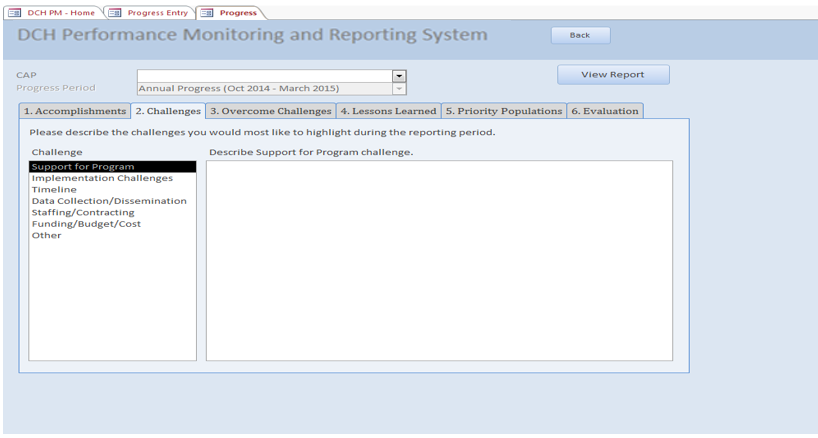 DCH PM - Home Progress Entry Progress
DCH Performance Monitoring and Reporting System Back
CAP View Report
Progress Period Annual Progress (Oct 2014 - March 2015)
1. Accomplishments 2. Challenges 3. Overcome Challenges 4. Lessons Learned 5. Priority Populations 6. Evaluation
Please describe the challenges you would most like to highlight during the reporting period.
Challenge Describe Support for Program challenge.
Support for Program
Implementation Challenges
Timeline
Data Collection/Dissemination
Staffing/Contracting
Funding/Budget/Cost
Other